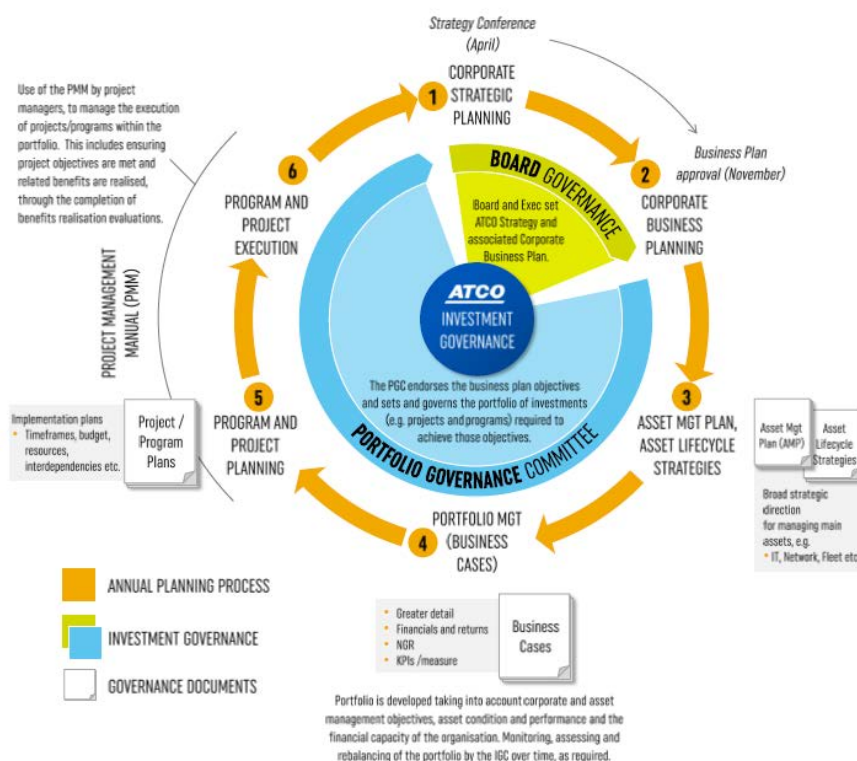 Strategy Conference
(April)
1
CORPORATE
STRATEGIC
PLANNING
Business Plan
approval (November)
2
CORPORATE
BUSINESS
PLANNING
3
ASSET MGT PLAN,
ASSET LIFECYCLE
STRATEGIES
Asset Mgt
Plan (AMP)
Asset
Lifecycle
Strategies
Broad strategic
direction
for managing main
assets, e.g.
• IT, Network, Fleet etc
4
PORTFOLIO MGT
(BUSINESS
CASES)
• Greater detail
• Financials and returns
• NGR
• KPIs /measure
Business
Cases
Portfolio is developed taking into account corporate and asset
management objectives, asset condition and performance and the
financial capacity of the organisation. Monitoring, assessing and
rebalancing of the portfolio by the IGC over time, as required.
5
PROGRAM AND
PROJECT
PLANNING
Project /
Program
Plans
Implementation plans
• Timeframes, budget,
resources,
interdependencies etc.
6
PROGRAM AND
PROJECT
EXECUTION
PROJECT MANAGEMENT
MANUAL (PMM)
Use of the PMM by project
managers, to manage the execution
of projects/programs within the
portfolio. This includes ensuring
project objectives are met and
related benefits are realised,
through the completion of
benefits realisation evaluations.
BOARD GOVERNANCE
Board and Exec set
ATCO Strategy and
associated Corporate
Business Plan.
ATCO
INVESTMENT
GOVERNANCE
The PGC endorses the business plan objectives
and sets and governs the portfolio of investments
(e.g. projects and programs) required to
achieve those objectives.
PORTFOLIO GOVERNANCE COMMITTEE
ANNUAL PLANNING PROCESS
INVESTMENT GOVERNANCE
GOVERNANCE DOCUMENTS